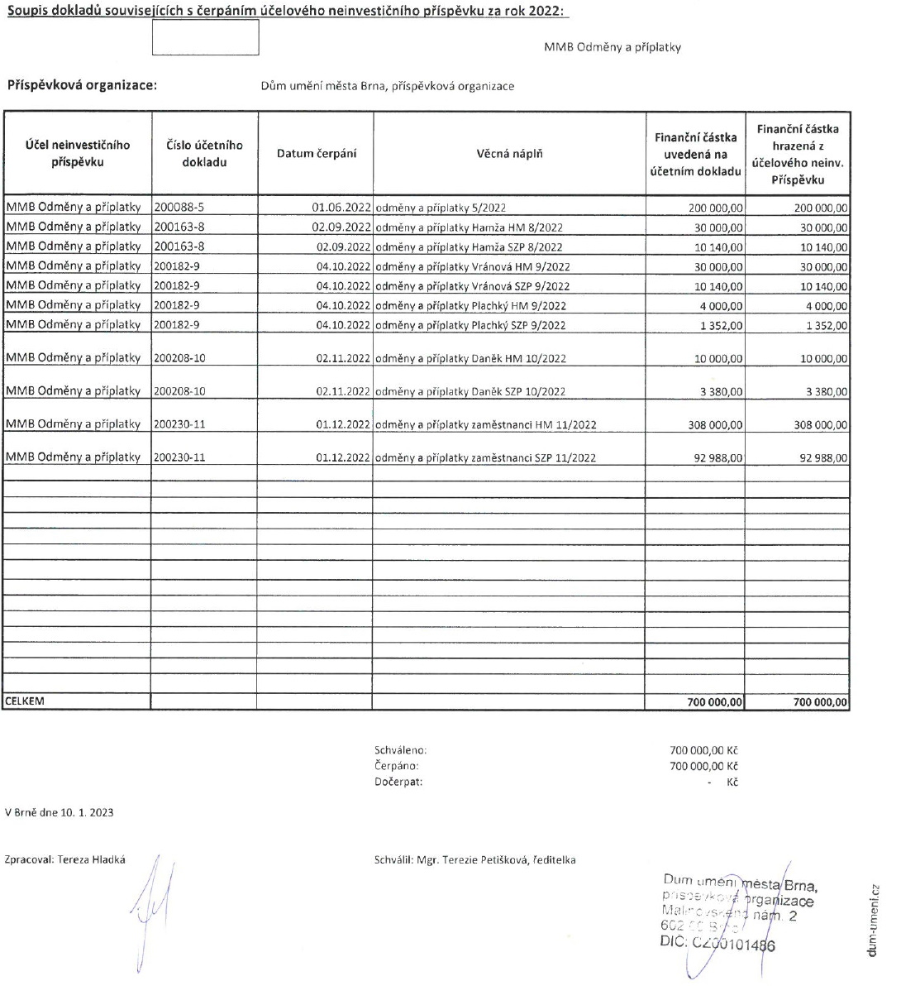 Soupis dokladů souvisejících s čerpáním účelového neinvestičního příspěvku za rok 2022:
MMB Odměny a příplatky
Příspěvková organizace: Dům umění města Brna, příspěvková organizace
Účel neinvestičního příspěvku Číslo účetního dokladu Datum čerpání Věcná náplň Finanční částka uvedená na účetním dokladu Finanční částka hrazená z účelového neinv. Příspěvku
MMB Odměny a příplatky 200088-5 01.06.2022 odměny a příplatky 5/2022 200 000,00 200 000,00
MMB Odměny a příplatky 200163-8 02.09.2022 odměny a příplatky Hamža HM 8/2022 30 000,00 30 000,00
MMB Odměny a příplatky 200163-8 02.09.2022 odměny a příplatky Hamža SZP 8/2022 10 140,00 10 140,00
MMB Odměny a příplatky 200182-9 04.10.2022 odměny a příplatky Vránová HM 9/2022 30 000,00 30 000,00
MMB Odměny a příplatky 200182-9 04.10.2022 odměny a příplatky Vránová SZP 9/2022 10 140,00 10 140,00
MMB Odměny a příplatky 200182-9 04.10.2022 odměny a příplatky Plachký HM 9/2022 4 000,00 4 000,00
MMB Odměny a příplatky 200182-9 04.10.2022 odměny a příplatky Plachký SZP 9/2022 1 352,00 1 352,00
MMB Odměny a příplatky 200208-10 02.11.2022 odměny a příplatky Daněk HM 10/2022 10 000,00 10 000,00
MMB Odměny a příplatky 200208-10 02.11.2022 odměny a příplatky Daněk SZP 10/2022 3 380,00 3 380,00
MMB Odměny a příplatky 200230-11 01.12.2022 odměny a příplatky zaměstnanci HM 11/2022 308 000,00 308 000,00
MMB Odměny a příplatky 200230-11 01.12.2022 odměny a příplatky zaměstnanci SZP 11/2022 92 988,00 92 988,00
CELKEM 700 000,00 700 000,00
Schváleno: 700 000,00 Kč
Čerpáno: 700 000,00 Kč
Dočerpat: - Kč
V Brně dne 10. 1. 2023
Zpracoval: Tereza Hladká Schválil: Mgr. Terezie Petišková, ředitelka
Dům umění města Brna,
příspěvková organizace
Malinovského nám. 2
602 00 Brno
DIČ: CZ00101486
dum-umeni.cz